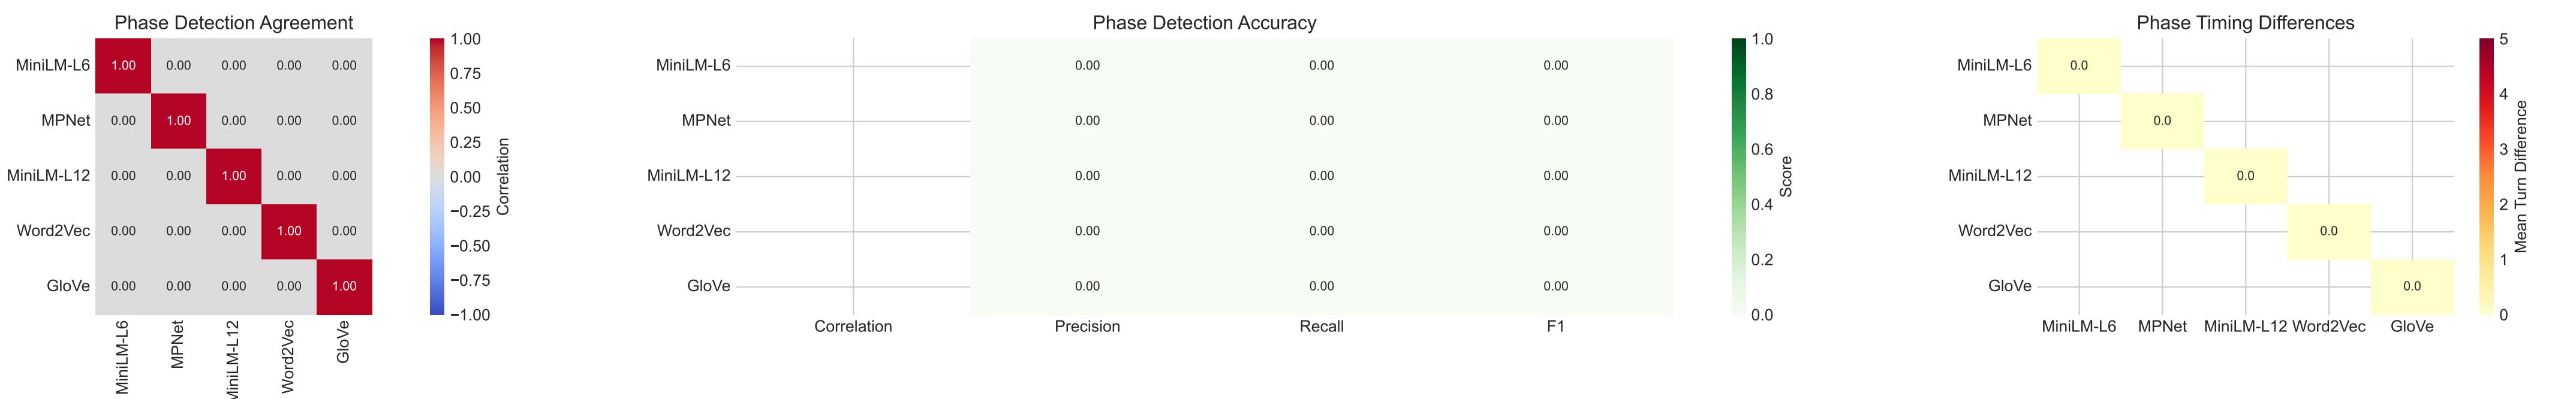 Phase Detection Agreement
MiniLM-L6 1.00 0.00 0.00 0.00 0.00
MPNet 0.00 1.00 0.00 0.00 0.00
MiniLM-L12 0.00 0.00 1.00 0.00 0.00
Word2Vec 0.00 0.00 0.00 1.00 0.00
GloVe 0.00 0.00 0.00 0.00 1.00
MiniLM-L6 MPNet MiniLM-L12 Word2Vec GloVe
1.00
0.75
0.50
0.25
0.00
−0.25
−0.50
−0.75
−1.00
Correlation
Phase Detection Accuracy
MiniLM-L6 0.00 0.00 0.00
MPNet 0.00 0.00 0.00
MiniLM-L12 0.00 0.00 0.00
Word2Vec 0.00 0.00 0.00
GloVe 0.00 0.00 0.00
Correlation Precision Recall F1
1.0
0.8
0.6
0.4
0.2
0.0
Score
Phase Timing Differences
MiniLM-L6 0.0
MPNet 0.0
MiniLM-L12 0.0
Word2Vec 0.0
GloVe 0.0
MiniLM-L6 MPNet MiniLM-L12 Word2Vec GloVe
5
4
3
2
1
0
Mean Turn Difference